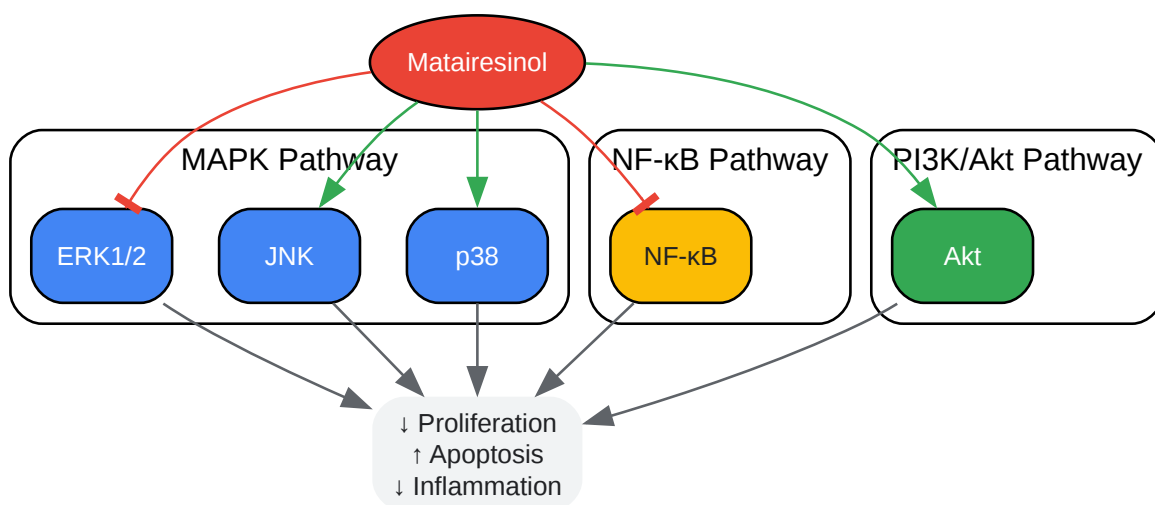 Matairesinol
MAPK Pathway
NF-κB Pathway
PI3K/Akt Pathway
ERK1/2
JNK
p38
NF-κB
Akt
↓ Proliferation
↑ Apoptosis
↓ Inflammation